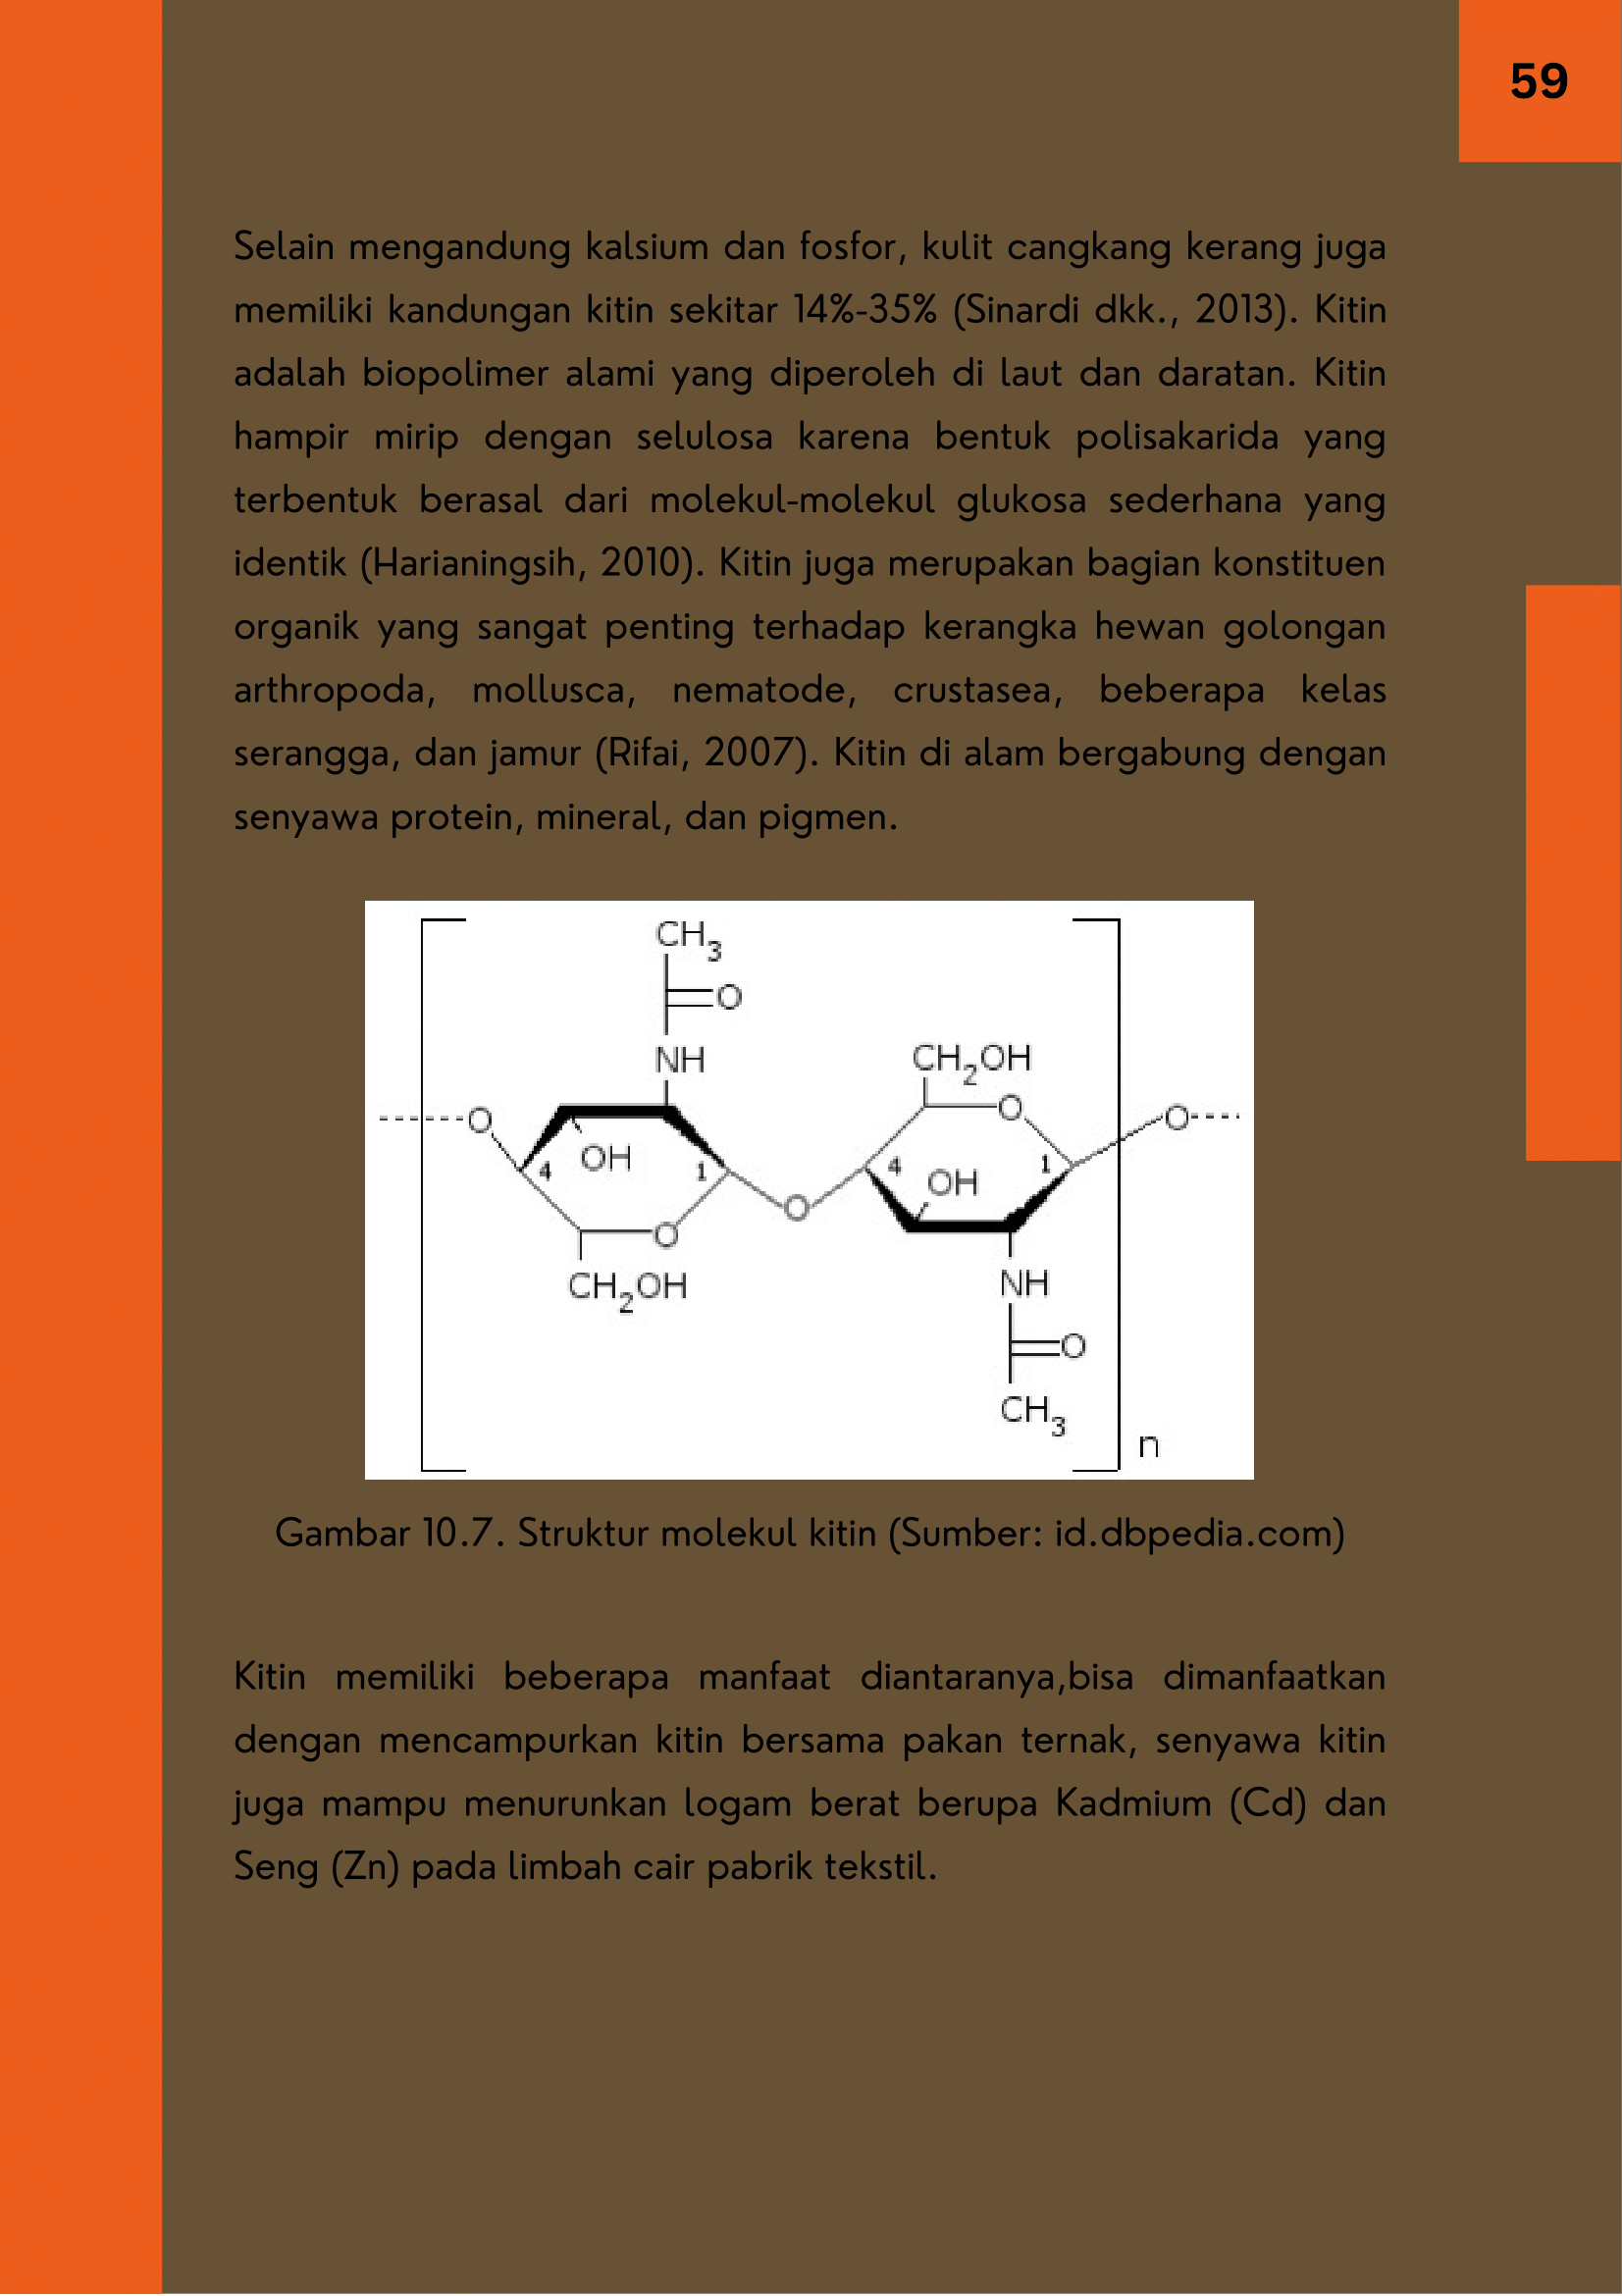 59
Selain mengandung kalsium dan fosfor, kulit cangkang kerang juga
memiliki kandungan kitin sekitar 14%-35% (Sinardi dkk., 2013). Kitin
adalah biopolimer alami yang diperoleh di laut dan daratan. Kitin
hampir mirip dengan selulosa karena bentuk polisakarida yang
terbentuk berasal dari molekul-molekul glukosa sederhana yang
identik (Harianingsih, 2010). Kitin juga merupakan bagian konstituen
organik yang sangat penting terhadap kerangka hewan golongan
arthropoda, mollusca, nematode, crustasea, beberapa kelas
serangga, dan jamur (Rifai, 2007). Kitin di alam bergabung dengan
senyawa protein, mineral, dan pigmen.
CH3
O
NH
CH2OH
O
O
O
OH
4
1
4
1
OH
O
O
CH2OH
NH
O
CH3
n
Gambar 10.7. Struktur molekul kitin (Sumber: id.dbpedia.com)
Kitin memiliki beberapa manfaat diantaranya,bisa dimanfaatkan
dengan mencampurkan kitin bersama pakan ternak, senyawa kitin
juga mampu menurunkan logam berat berupa Kadmium (Cd) dan
Seng (Zn) pada limbah cair pabrik tekstil.